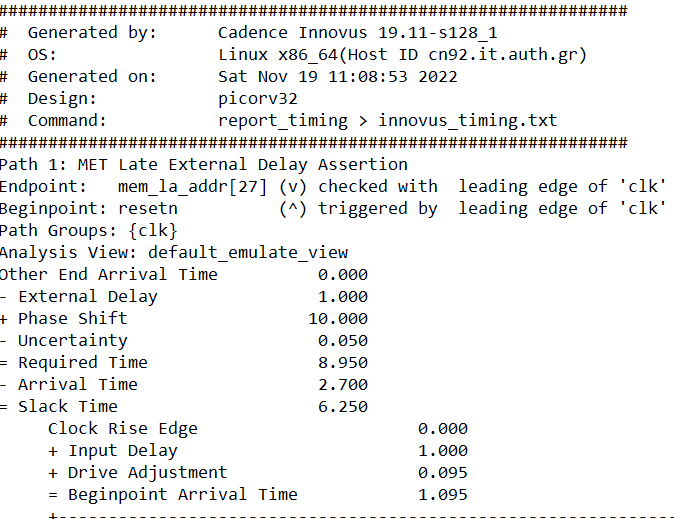 ################################################################
#  Generated by:      Cadence Innovus 19.11-s128_1
#  OS:                Linux x86_64(Host ID cn92.it.auth.gr)
#  Generated on:      Sat Nov 19 11:08:53 2022
#  Design:            picorv32
#  Command:           report_timing > innovus_timing.txt
################################################################
Path 1: MET Late External Delay Assertion
Endpoint:   mem_la_addr[27] (v) checked with  leading edge of 'clk'
Beginpoint: resetn          (^) triggered by  leading edge of 'clk'
Path Groups: {clk}
Analysis View: default_emulate_view
Other End Arrival Time          0.000
- External Delay                1.000
+ Phase Shift                  10.000
- Uncertainty                   0.050
= Required Time                 8.950
- Arrival Time                  2.700
= Slack Time                    6.250
     Clock Rise Edge                      0.000
     + Input Delay                        1.000
     + Drive Adjustment                   0.095
     = Beginpoint Arrival Time            1.095
     +---------------------------------------------------------------